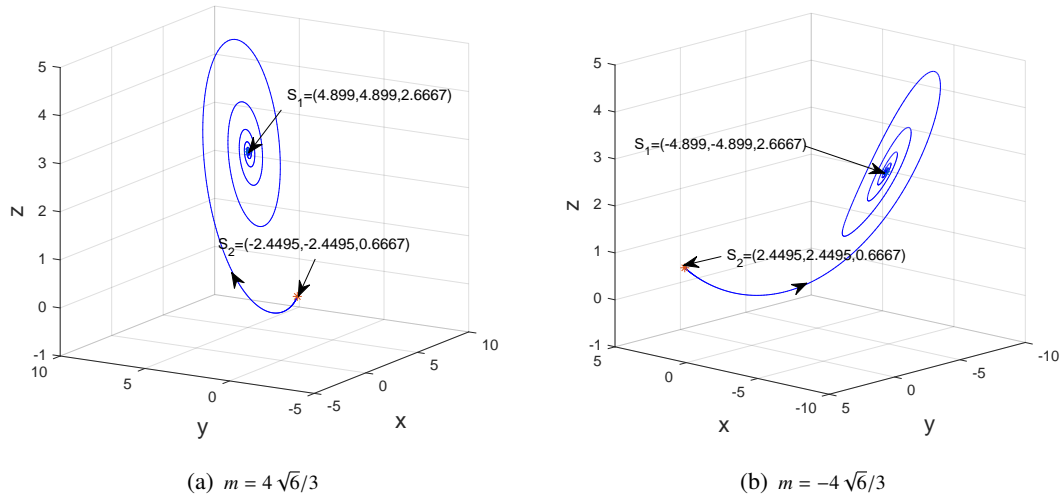 5
4
3
2
1
0
-1
z
S1=(4.899,4.899,2.6667)
S2=(-2.4495,-2.4495,0.6667)
10
5
0
-5
y
-5
0
5
10
x
(a) m = 4√6/3
5
4
3
2
1
0
-1
z
S1=(-4.899,-4.899,2.6667)
S2=(2.4495,2.4495,0.6667)
5
0
-5
-10
x
5
0
-5
-10
y
(b) m = −4√6/3